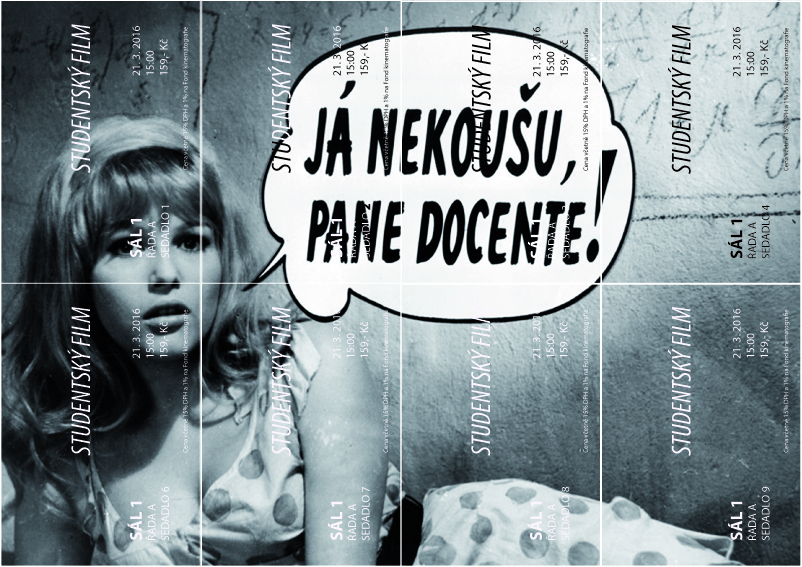 JÁ NEKOUŠU,
PANE DOCENTE!
STUDENTSKÝ FILM
21. 3. 2016
15:00
159,- Kč
Cena včetně 15% DPH a 1% na Fond kinematografie
SÁL 1
ŘADA A
SEDADLO 1
STUDENTSKÝ FILM
21. 3. 2016
15:00
159,- Kč
Cena včetně 15% DPH a 1% na Fond kinematografie
SÁL 1
ŘADA A
SEDADLO 2
STUDENTSKÝ FILM
21. 3. 2016
15:00
159,- Kč
Cena včetně 15% DPH a 1% na Fond kinematografie
SÁL 1
ŘADA A
SEDADLO 3
STUDENTSKÝ FILM
21. 3. 2016
15:00
159,- Kč
Cena včetně 15% DPH a 1% na Fond kinematografie
SÁL 1
ŘADA A
SEDADLO 4
STUDENTSKÝ FILM
21. 3. 2016
15:00
159,- Kč
Cena včetně 15% DPH a 1% na Fond kinematografie
SÁL 1
ŘADA A
SEDADLO 6
STUDENTSKÝ FILM
21. 3. 2016
15:00
159,- Kč
Cena včetně 15% DPH a 1% na Fond kinematografie
SÁL 1
ŘADA A
SEDADLO 7
STUDENTSKÝ FILM
21. 3. 2016
15:00
159,- Kč
Cena včetně 15% DPH a 1% na Fond kinematografie
SÁL 1
ŘADA A
SEDADLO 8
STUDENTSKÝ FILM
21. 3. 2016
15:00
159,- Kč
Cena včetně 15% DPH a 1% na Fond kinematografie
SÁL 1
ŘADA A
SEDADLO 9